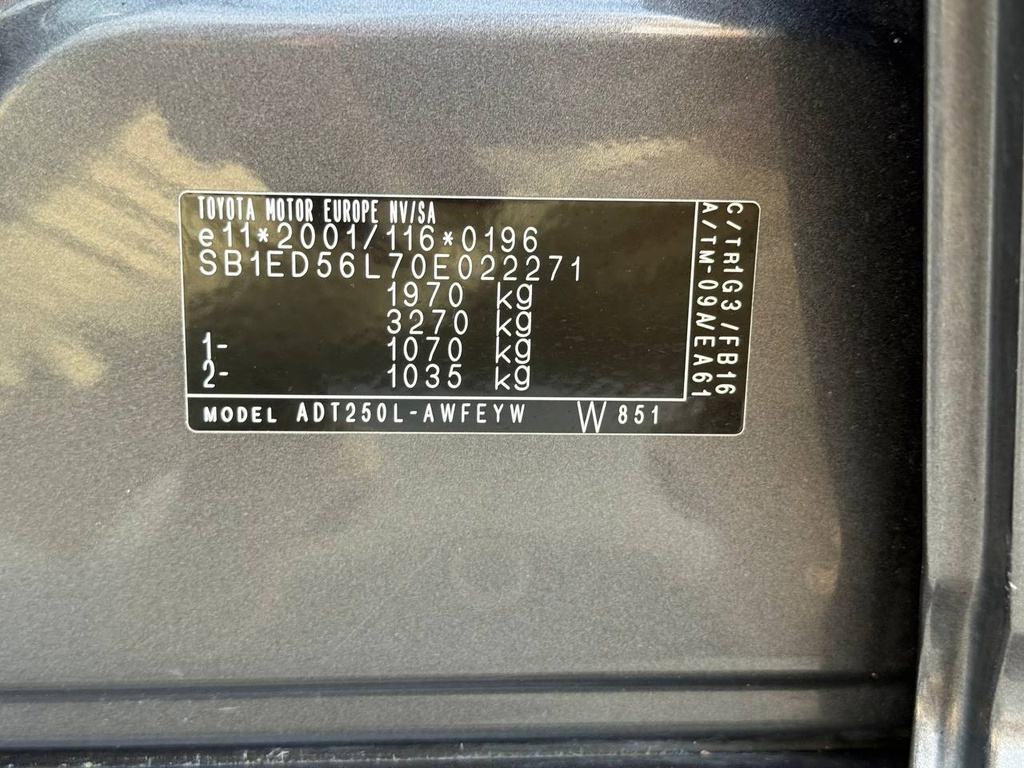 TOYOTA MOTOR EUROPE NV/SA
e11*2001/116*0196
SB1ED56L70E022271
1970 kg
3270 kg
1- 1070 kg
2- 1035 kg
MODEL ADT250L-AWFEYW W 851
C/TR1G3/FB16
A/TM-09A/EA61